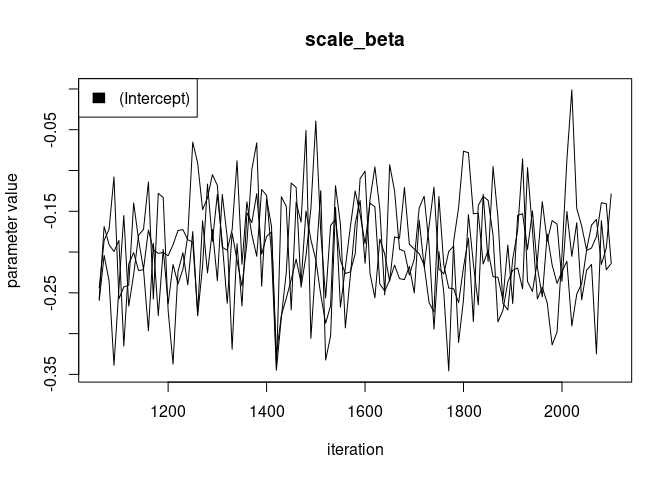 scale_beta
(Intercept)
parameter value
-0.05
-0.15
-0.25
-0.35
1200 1400 1600 1800 2000
iteration